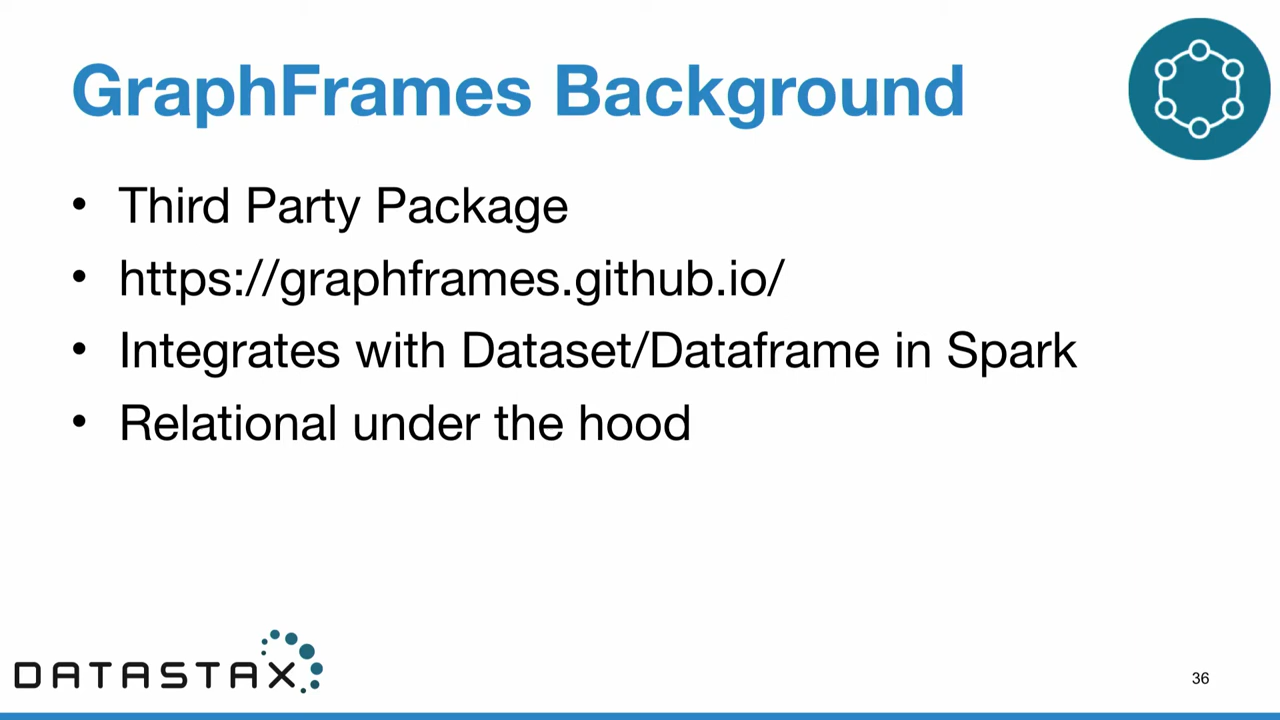 GraphFrames Background
• Third Party Package
• https://graphframes.github.io/
• Integrates with Dataset/Dataframe in Spark
• Relational under the hood
DATASTAX
36